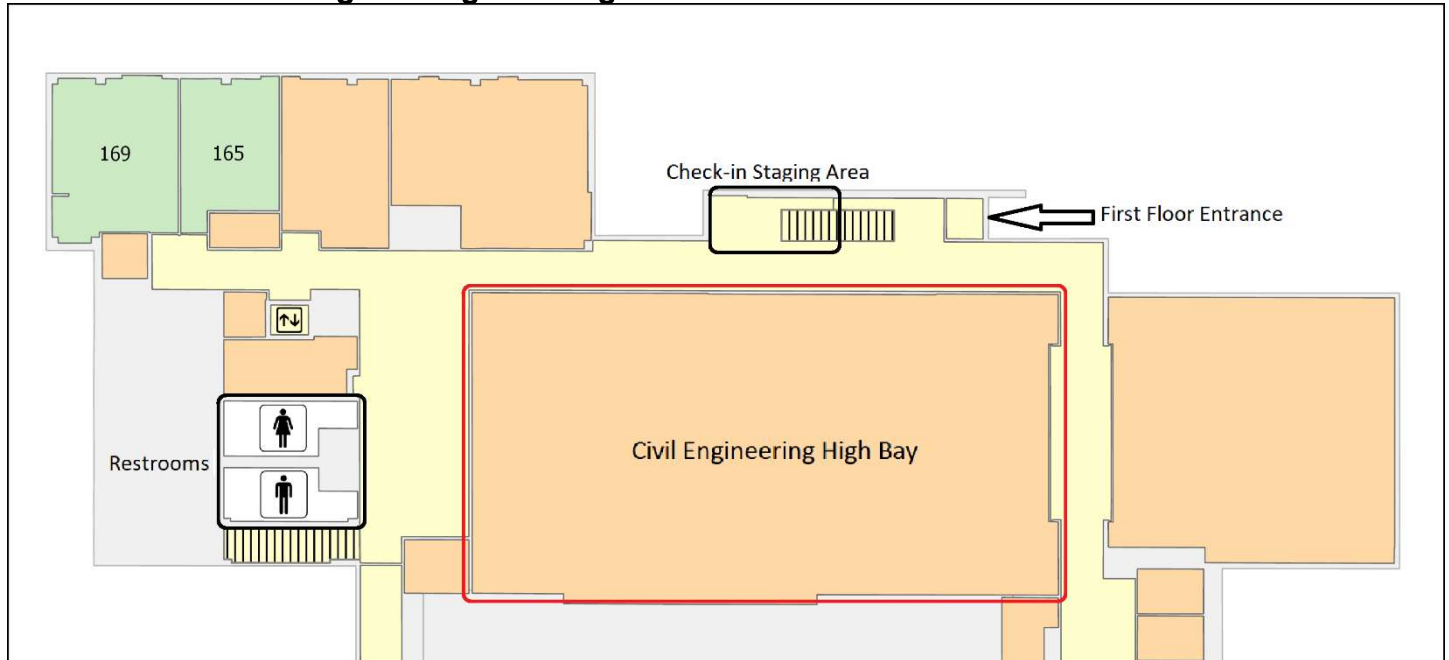 169
165
Check-in Staging Area
First Floor Entrance
Restrooms
Civil Engineering High Bay